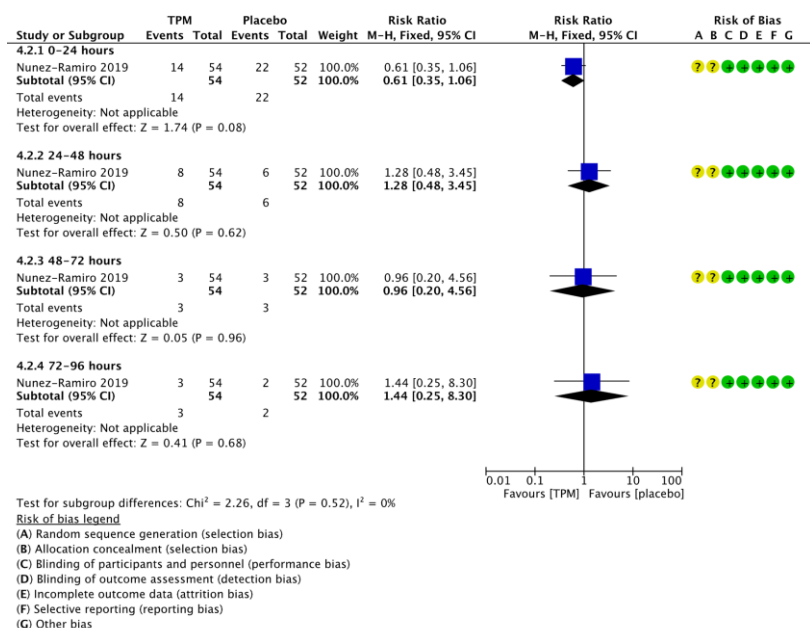 TPM Placebo Risk Ratio Risk Ratio Risk of Bias
Study or Subgroup Events Total Events Total Weight M-H, Fixed, 95% CI M-H, Fixed, 95% CI A B C D E F G
4.2.1 0-24 hours
Nunez-Ramiro 2019 14 54 22 52 100.0% 0.61 [0.35, 1.06] ? ? + + + + +
Subtotal (95% CI) 54 52 100.0% 0.61 [0.35, 1.06]
Total events 14 22
Heterogeneity: Not applicable
Test for overall effect: Z = 1.74 (P = 0.08)
4.2.2 24-48 hours
Nunez-Ramiro 2019 8 54 6 52 100.0% 1.28 [0.48, 3.45] ? ? + + + + +
Subtotal (95% CI) 54 52 100.0% 1.28 [0.48, 3.45]
Total events 8 6
Heterogeneity: Not applicable
Test for overall effect: Z = 0.50 (P = 0.62)
4.2.3 48-72 hours
Nunez-Ramiro 2019 3 54 3 52 100.0% 0.96 [0.20, 4.56] ? ? + + + + +
Subtotal (95% CI) 54 52 100.0% 0.96 [0.20, 4.56]
Total events 3 3
Heterogeneity: Not applicable
Test for overall effect: Z = 0.05 (P = 0.96)
4.2.4 72-96 hours
Nunez-Ramiro 2019 3 54 2 52 100.0% 1.44 [0.25, 8.30] ? ? + + + + +
Subtotal (95% CI) 54 52 100.0% 1.44 [0.25, 8.30]
Total events 3 2
Heterogeneity: Not applicable
Test for overall effect: Z = 0.41 (P = 0.68)
0.01 0.1 1 10 100
Favours [TPM] Favours [placebo]
Test for subgroup differences: Chi² = 2.26, df = 3 (P = 0.52), I² = 0%
Risk of bias legend
(A) Random sequence generation (selection bias)
(B) Allocation concealment (selection bias)
(C) Blinding of participants and personnel (performance bias)
(D) Blinding of outcome assessment (detection bias)
(E) Incomplete outcome data (attrition bias)
(F) Selective reporting (reporting bias)
(G) Other bias